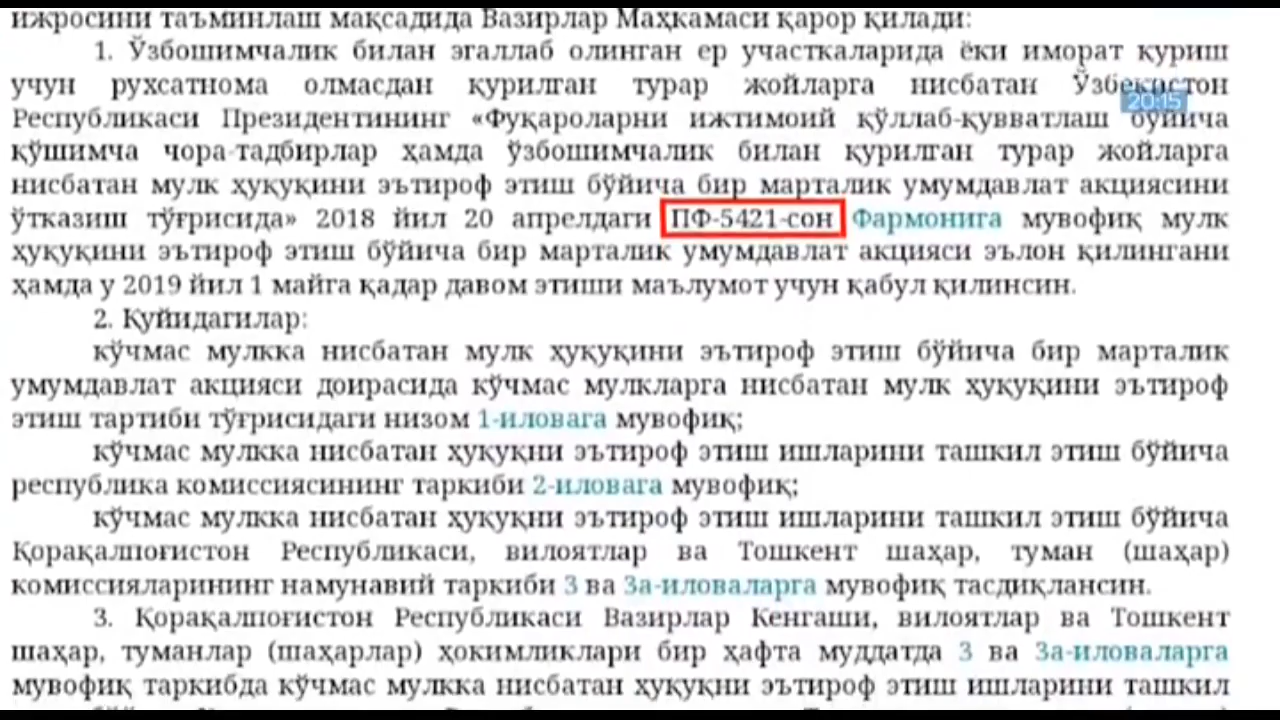 ижросини таъминлаш мақсадида Вазирлар Маҳкамаси қарор қилади:
1. Ўзбошимчалик билан эгаллаб олинган ер участкаларида ёки иморат қуриш
учун рухсатнома олмасдан қурилган турар жойларга нисбатан Ўзбекистон
20:15
Республикаси Президентининг «Фуқароларни ижтимоий қўллаб-қувватлаш бўйича
қўшимча чора-тадбирлар ҳамда ўзбошимчалик билан қурилган турар жойларга
нисбатан мулк ҳуқуқини эътироф этиш бўйича бир марталик умумдавлат акциясини
ўтказиш тўғрисида» 2018 йил 20 апрелдаги ПФ-5421-сон Фармонига мувофиқ мулк
ҳуқуқини эътироф этиш бўйича бир марталик умумдавлат акцияси эълон қилингани
ҳамда у 2019 йил 1 майга қадар давом этиши маълумот учун қабул қилинсин.
2. Қуйидагилар:
кўчмас мулкка нисбатан мулк ҳуқуқини эътироф этиш бўйича бир марталик
умумдавлат акцияси доирасида кўчмас мулкларга нисбатан мулк ҳуқуқини эътироф
этиш тартиби тўғрисидаги низом 1-иловага мувофиқ;
кўчмас мулкка нисбатан ҳуқуқни эътироф этиш ишларини ташкил этиш бўйича
республика комиссиясининг таркиби 2-иловага мувофиқ;
кўчмас мулкка нисбатан ҳуқуқни эътироф этиш ишларини ташкил этиш бўйича
Қорақалпоғистон Республикаси, вилоятлар ва Тошкент шаҳар, туман (шаҳар)
комиссияларининг намунавий таркиби 3 ва 3а-иловаларга мувофиқ тасдиқлансин.
3. Қорақалпоғистон Республикаси Вазирлар Кенгаши, вилоятлар ва Тошкент
шаҳар, туманлар (шаҳарлар) ҳокимликлари бир ҳафта муддатда 3 ва 3а-иловаларга
мувофиқ таркибда кўчмас мулкка нисбатан ҳуқуқни эътироф этиш ишларини ташкил